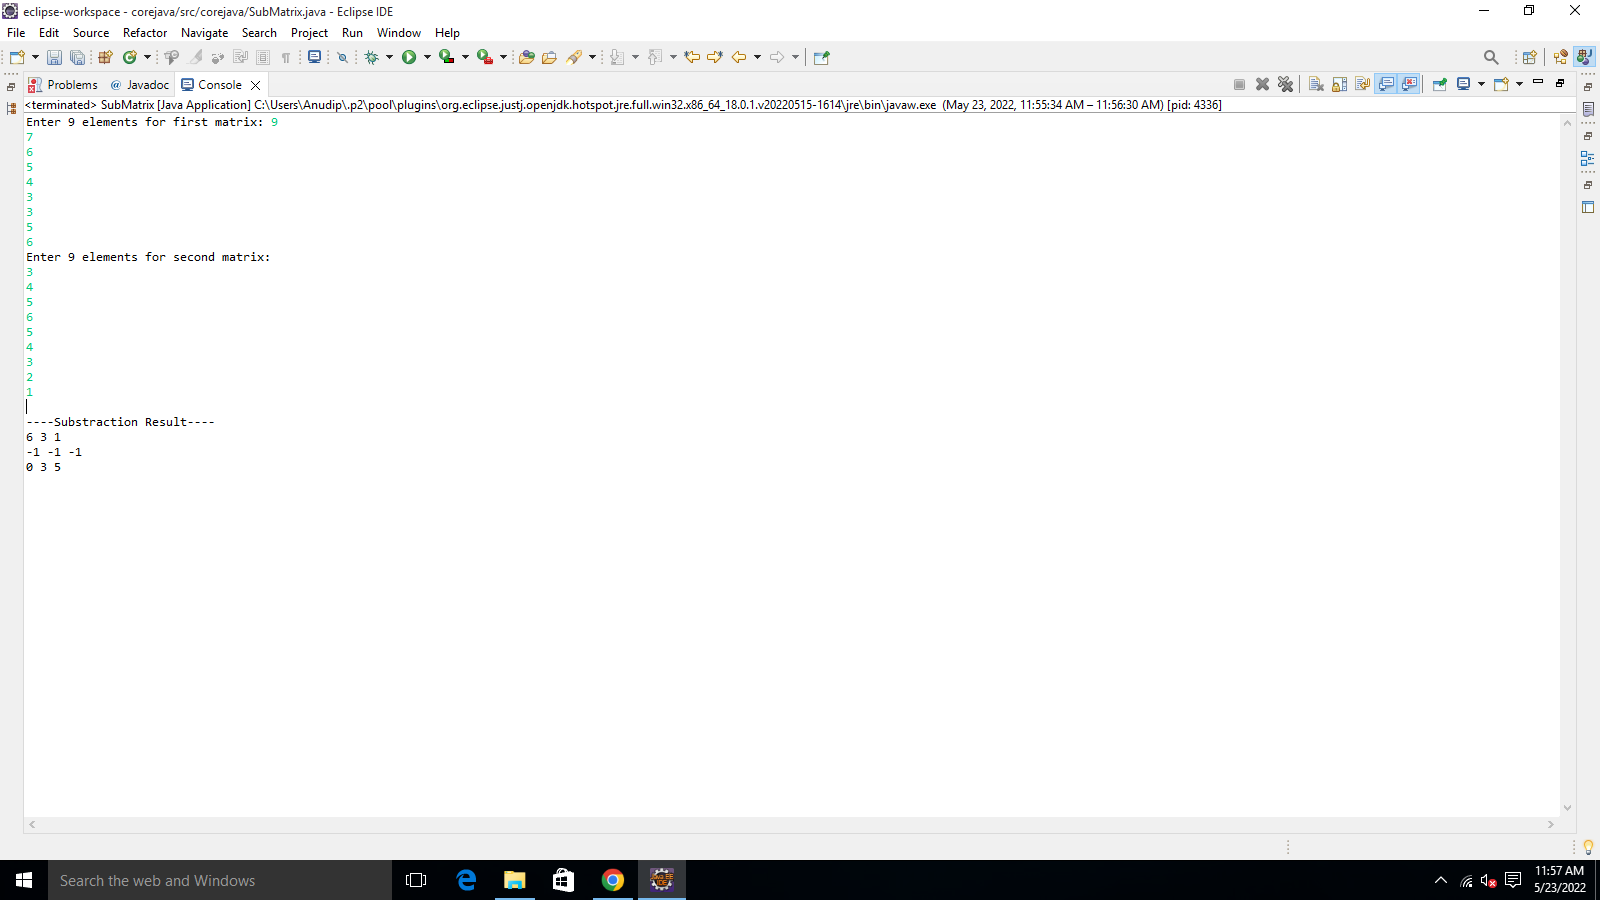 eclipse-workspace - corejava/src/corejava/SubMatrix.java - Eclipse IDE
File Edit Source Refactor Navigate Search Project Run Window Help
Problems @ Javadoc Console
<terminated> SubMatrix [Java Application] C:\Users\Anudip\.p2\pool\plugins\org.eclipse.justj.openjdk.hotspot.jre.full.win32.x86_64_18.0.1.v20220515-1614\jre\bin\javaw.exe (May 23, 2022, 11:55:34 AM – 11:56:30 AM) [pid: 4336]
Enter 9 elements for first matrix: 9
7
6
5
4
3
3
5
6
Enter 9 elements for second matrix:
3
4
5
6
5
4
3
2
1
----Substraction Result----
6 3 1
-1 -1 -1
0 3 5
Search the web and Windows
11:57 AM
5/23/2022